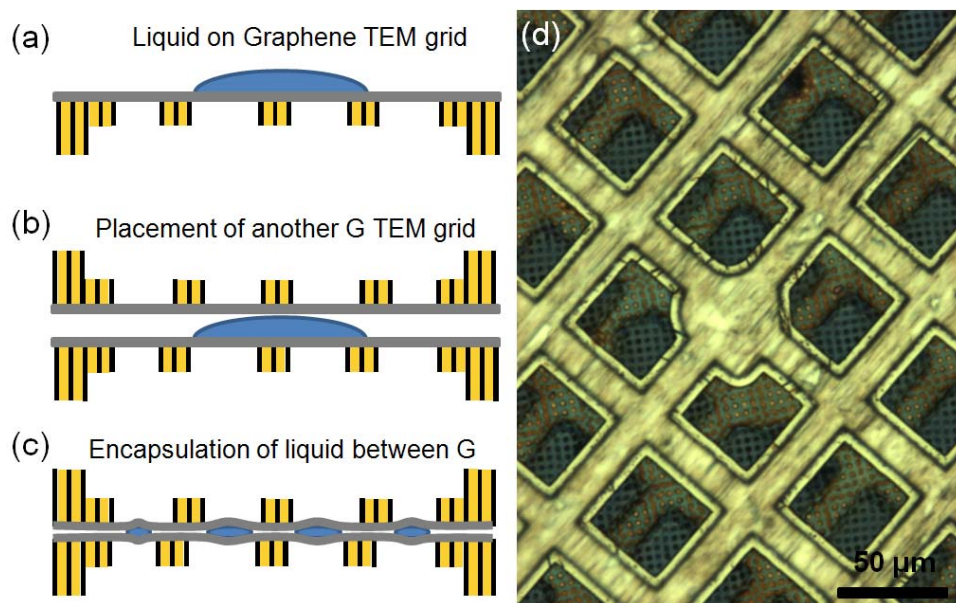 (a)
Liquid on Graphene TEM grid
(b)
Placement of another G TEM grid
(c)
Encapsulation of liquid between G
(d)
50 µm